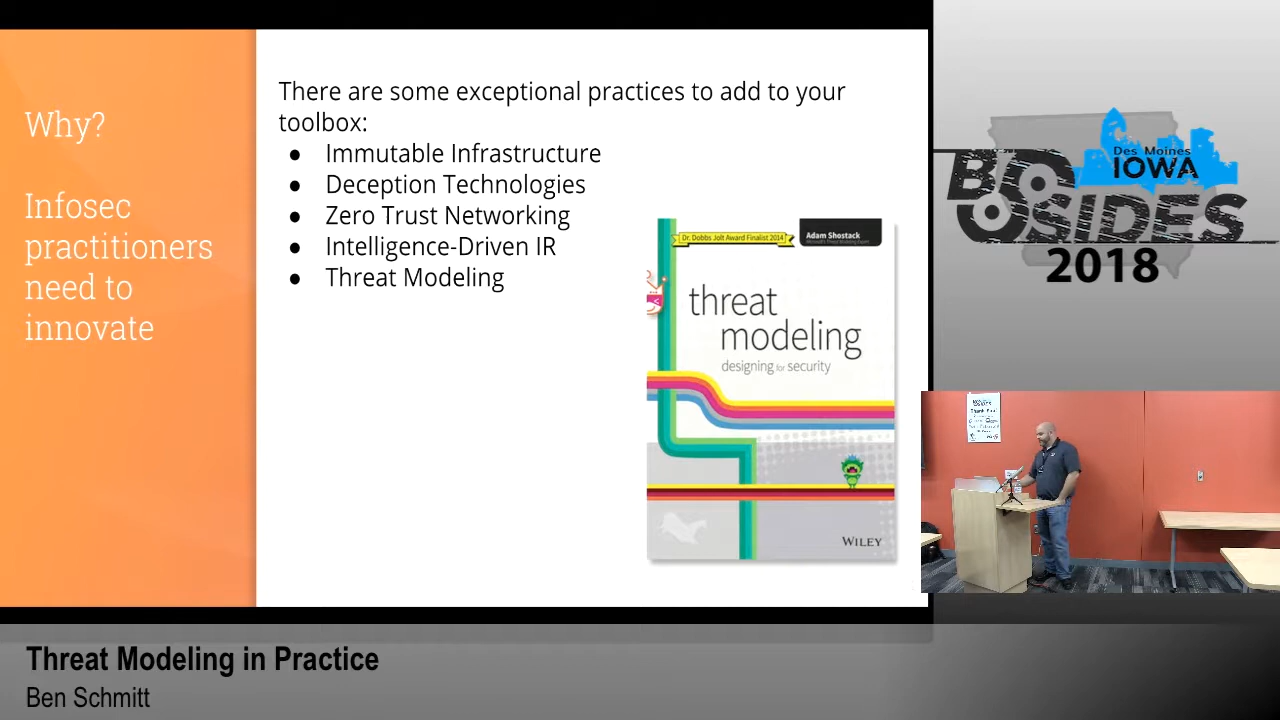 Why?
Infosec
practitioners
need to
innovate
There are some exceptional practices to add to your
toolbox:
● Immutable Infrastructure
● Deception Technologies
● Zero Trust Networking
● Intelligence-Driven IR
● Threat Modeling
Dr. Dobbs Jolt Award Finalist 2014
Adam Shostack
threat
modeling
designing for security
WILEY
Des Moines
IOWA
BSIDES
2018
Thank You!
Threat Modeling in Practice
Ben Schmitt